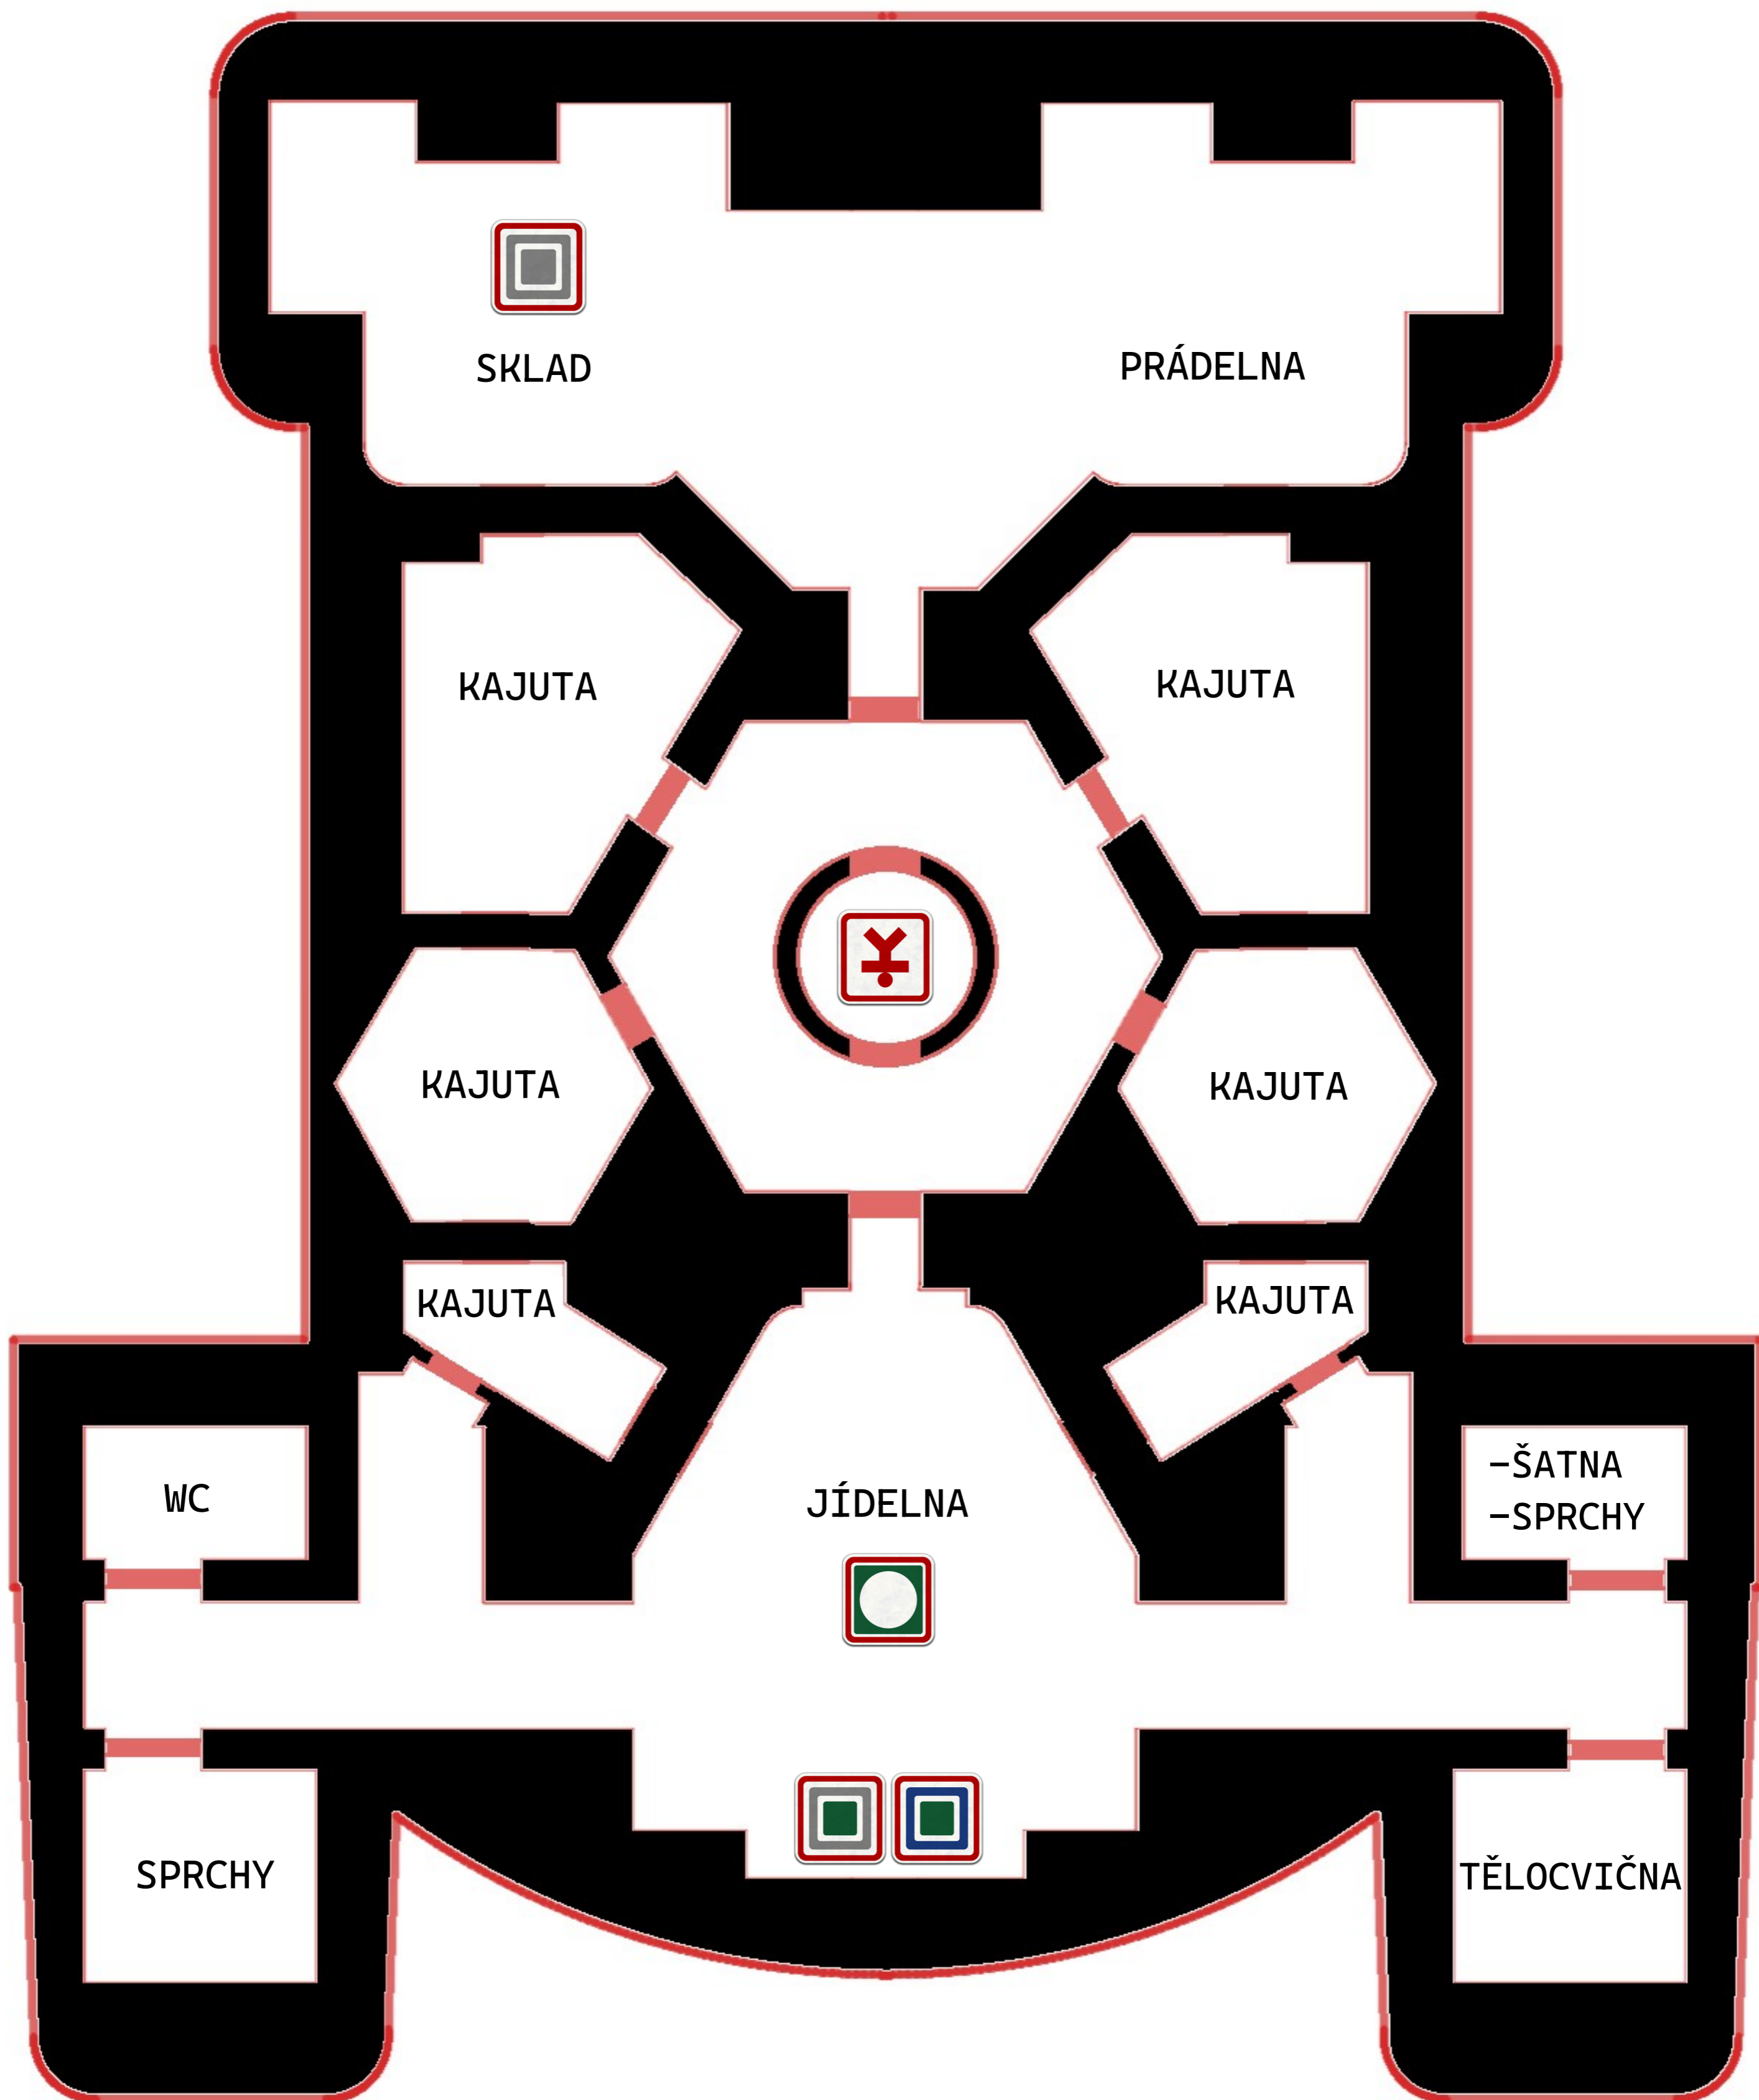 SKLAD
PRÁDELNA
KAJUTA
KAJUTA
KAJUTA
KAJUTA
KAJUTA
KAJUTA
WC
JÍDELNA
-ŠATNA
-SPRCHY
SPRCHY
TĚLOCVIČNA